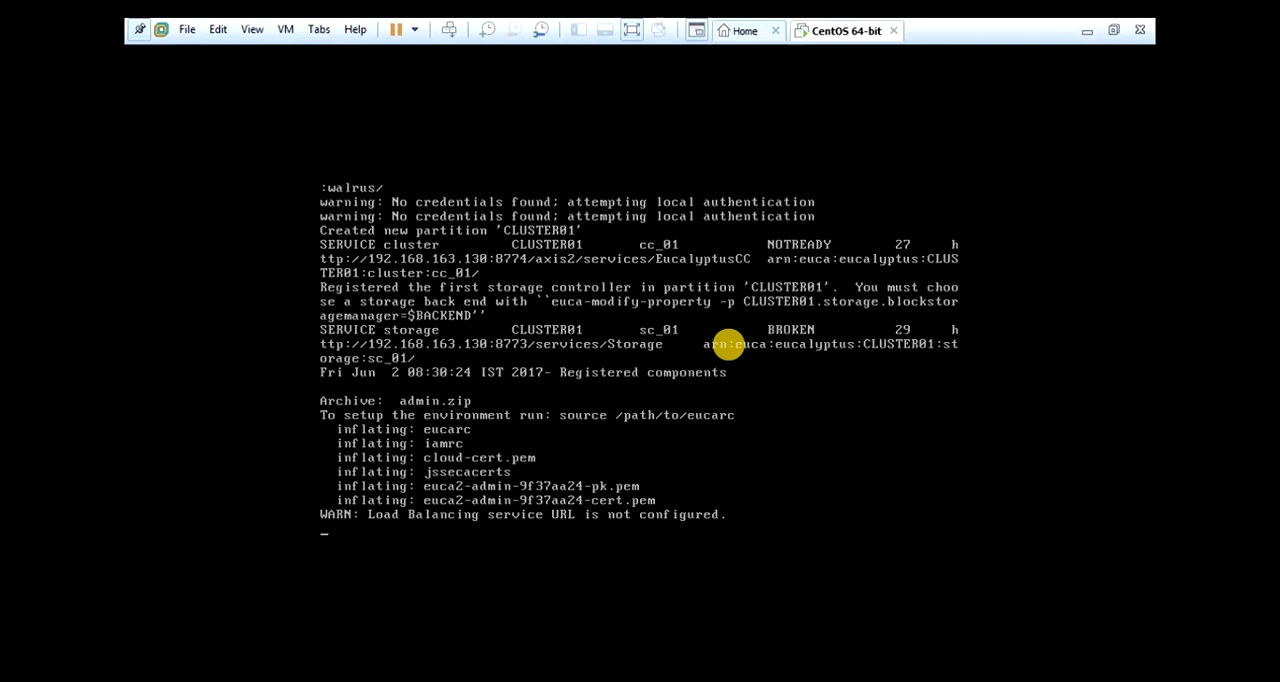 File Edit View VM Tabs Help Home CentOS 64-bit
:walrus/
warning: No credentials found; attempting local authentication
warning: No credentials found; attempting local authentication
Created new partition 'CLUSTER01'
SERVICE cluster CLUSTER01 cc_01 NOTREADY 27 h
ttp://192.168.163.130:8774/axis2/services/EucalyptusCC arn:euca:eucalyptus:CLUS
TER01:cluster:cc_01/
Registered the first storage controller in partition 'CLUSTER01'. You must choo
se a storage back end with ``euca-modify-property -p CLUSTER01.storage.blockstor
agemanager=$BACKEND''
SERVICE storage CLUSTER01 sc_01 BROKEN 29 h
ttp://192.168.163.130:8773/services/Storage arn:euca:eucalyptus:CLUSTER01:st
orage:sc_01/
Fri Jun 2 08:30:24 IST 2017- Registered components
Archive: admin.zip
To setup the environment run: source /path/to/eucarc
inflating: eucarc
inflating: iamrc
inflating: cloud-cert.pem
inflating: jssecacerts
inflating: euca2-admin-9f37aa24-pk.pem
inflating: euca2-admin-9f37aa24-cert.pem
WARN: Load Balancing service URL is not configured.
_